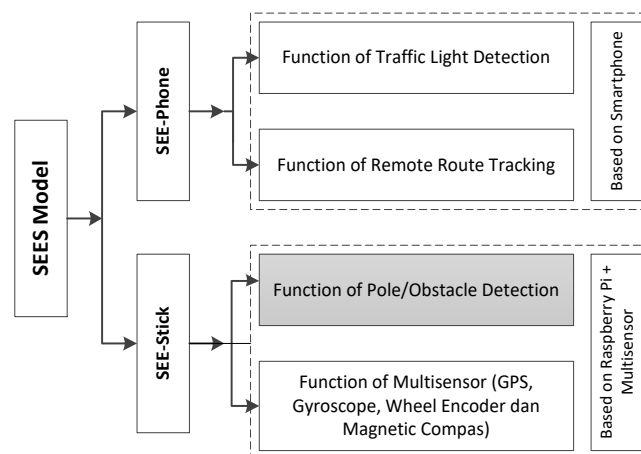 SEES Model
SEE-Phone
Function of Traffic Light Detection
Function of Remote Route Tracking
Based on Smartphone
SEE-Stick
Function of Pole/Obstacle Detection
Function of Multisensor (GPS,
Gyroscope, Wheel Encoder dan
Magnetic Compas)
Based on Raspberry Pi +
Multisensor